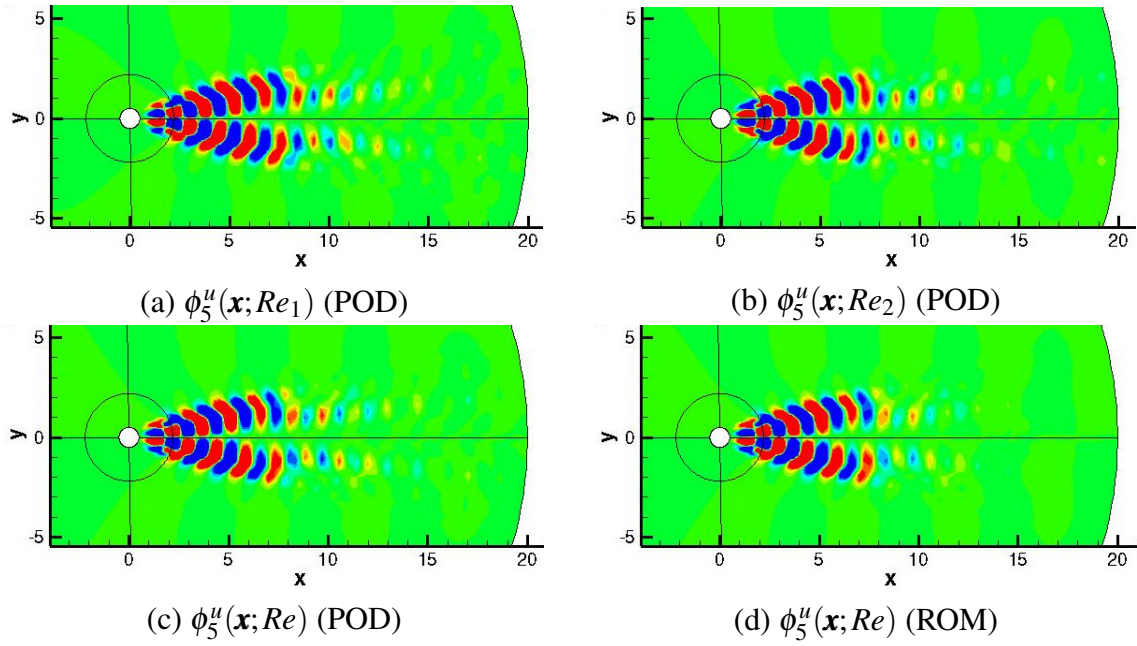 5
0
-5
y
0 5 10 15 20
x
(a) ϕ₅ᵘ(x; Re₁) (POD)
5
0
-5
y
0 5 10 15 20
x
(b) ϕ₅ᵘ(x; Re₂) (POD)
5
0
-5
y
0 5 10 15 20
x
(c) ϕ₅ᵘ(x; Re) (POD)
5
0
-5
y
0 5 10 15 20
x
(d) ϕ₅ᵘ(x; Re) (ROM)